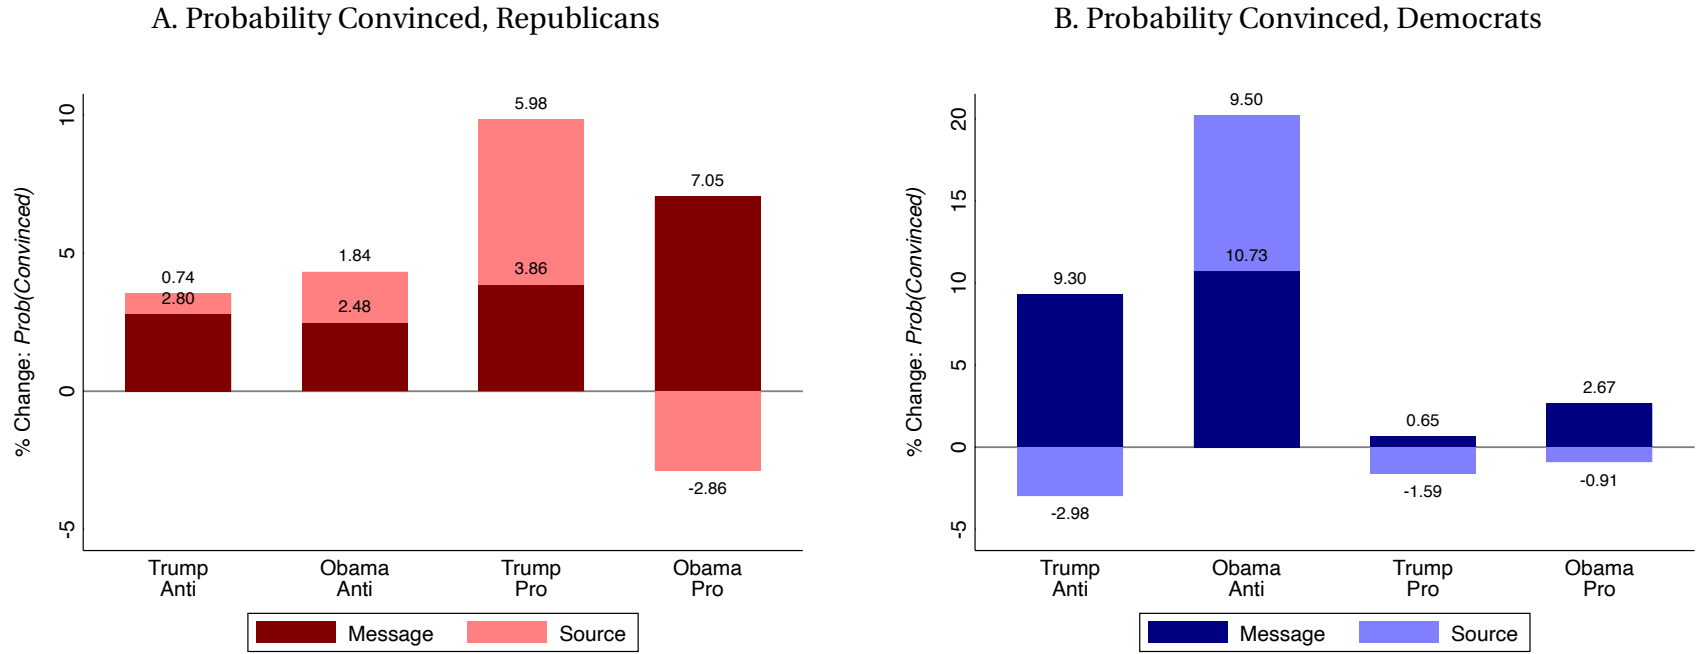 A. Probability Convinced, Republicans
% Change: Prob(Convinced)
10
5
0
-5
0.74
2.80
1.84
2.48
5.98
3.86
7.05
-2.86
Trump
Anti
Obama
Anti
Trump
Pro
Obama
Pro
Message
Source
B. Probability Convinced, Democrats
% Change: Prob(Convinced)
20
15
10
5
0
-5
9.30
-2.98
9.50
10.73
0.65
-1.59
2.67
-0.91
Trump
Anti
Obama
Anti
Trump
Pro
Obama
Pro
Message
Source